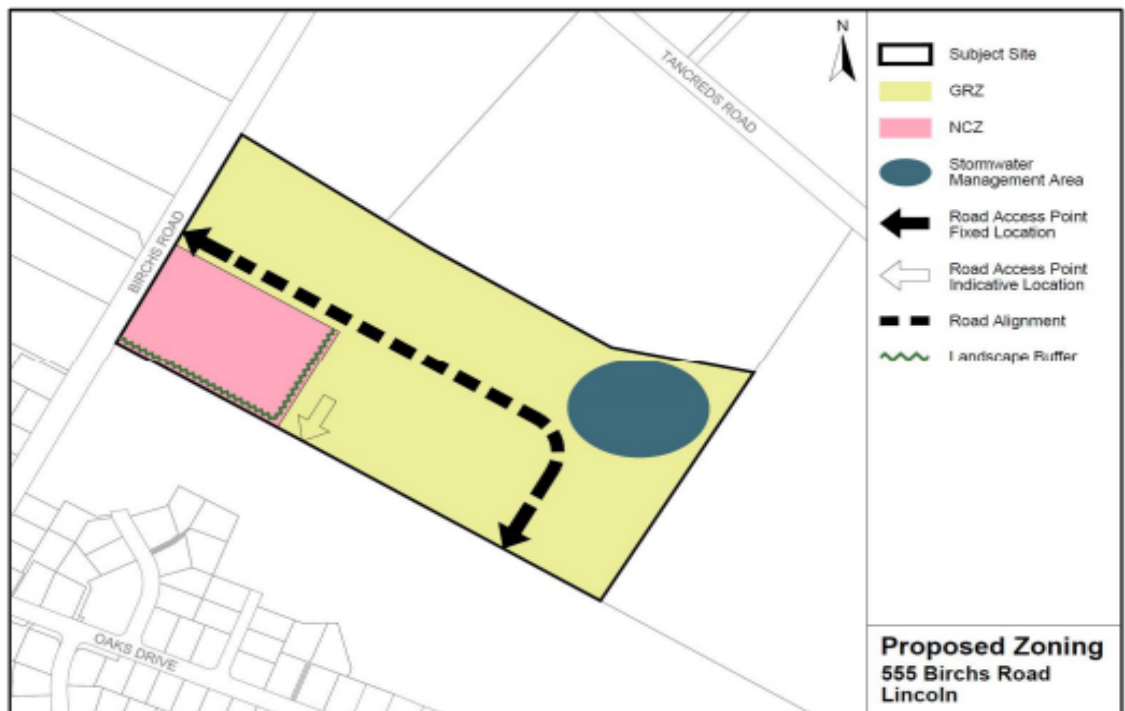 N
TANCREDS ROAD
BIRCHS ROAD
OAKS DRIVE
Subject Site
GRZ
NCZ
Stormwater
Management Area
Road Access Point
Fixed Location
Road Access Point
Indicative Location
Road Alignment
Landscape Buffer
Proposed Zoning
555 Birchs Road
Lincoln